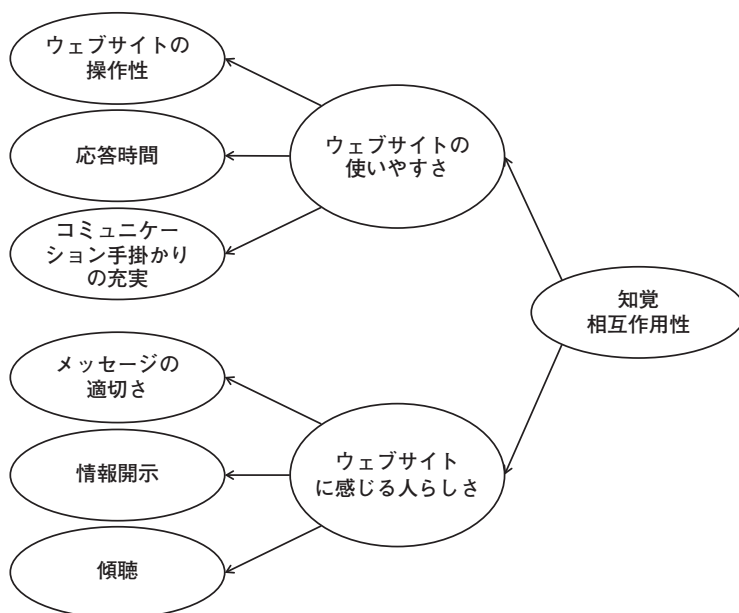 ウェブサイトの
操作性
応答時間
コミュニケー
ション手掛かり
の充実
ウェブサイトの
使いやすさ
知覚
相互作用性
メッセージの
適切さ
情報開示
傾聴
ウェブサイト
に感じる人らしさ